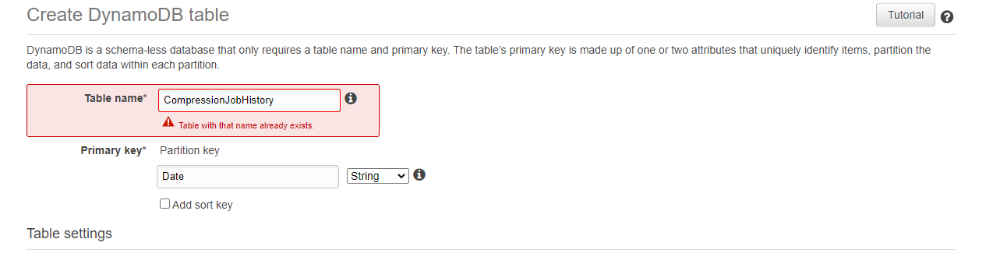 Create DynamoDB table
Tutorial
DynamoDB is a schema-less database that only requires a table name and primary key. The table's primary key is made up of one or two attributes that uniquely identify items, partition the
data, and sort data within each partition.
Table name* CompressionJobHistory
Table with that name already exists.
Primary key* Partition key
Date String
Add sort key
Table settings